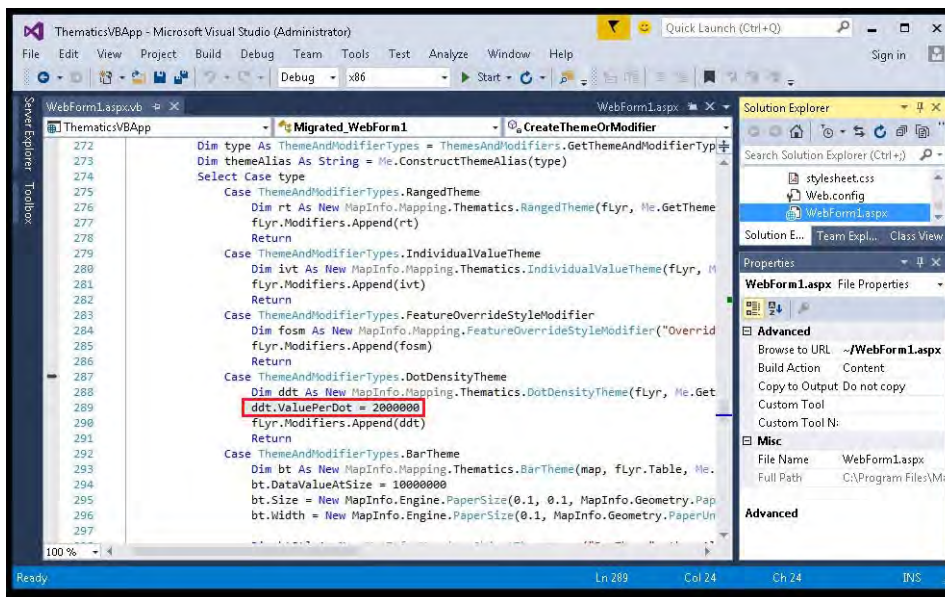 ThematicsVBApp - Microsoft Visual Studio (Administrator)
Quick Launch (Ctrl+Q)
File Edit View Project Build Debug Team Tools Test Analyze Window Help
Sign in
Debug x86 Start
Server Explorer
Toolbox
WebForm1.aspx.vb WebForm1.aspx
ThematicsVBApp Migrated_WebForm1 CreateThemeOrModifier
272 Dim type As ThemeAndModifierTypes = ThemesAndModifiers.GetThemeAndModifierTyp
273 Dim themeAlias As String = Me.ConstructThemeAlias(type)
274 Select Case type
275 Case ThemeAndModifierTypes.RangedTheme
276 Dim rt As New MapInfo.Mapping.Thematics.RangedTheme(fLyr, Me.GetTheme
277 fLyr.Modifiers.Append(rt)
278 Return
279 Case ThemeAndModifierTypes.IndividualValueTheme
280 Dim ivt As New MapInfo.Mapping.Thematics.IndividualValueTheme(fLyr, M
281 fLyr.Modifiers.Append(ivt)
282 Return
283 Case ThemeAndModifierTypes.FeatureOverrideStyleModifier
284 Dim fosm As New MapInfo.Mapping.FeatureOverrideStyleModifier("Overrid
285 fLyr.Modifiers.Append(fosm)
286 Return
287 Case ThemeAndModifierTypes.DotDensityTheme
288 Dim ddt As New MapInfo.Mapping.Thematics.DotDensityTheme(fLyr, Me.Get
289 ddt.ValuePerDot = 2000000
290 fLyr.Modifiers.Append(ddt)
291 Return
292 Case ThemeAndModifierTypes.BarTheme
293 Dim bt As New MapInfo.Mapping.Thematics.BarTheme(map, fLyr.Table, Me.
294 bt.DataValueAtSize = 10000000
295 bt.Size = New MapInfo.Engine.PaperSize(0.1, 0.1, MapInfo.Geometry.Pap
296 bt.Width = New MapInfo.Engine.PaperSize(0.1, MapInfo.Geometry.PaperUn
297
100 %
Solution Explorer
Search Solution Explorer (Ctrl+;)
stylesheet.css
Web.config
WebForm1.aspx
Solution E... Team Expl... Class View
Properties
WebForm1.aspx File Properties
Advanced
Browse to URL ~/WebForm1.aspx
Build Action Content
Copy to Output Do not copy
Custom Tool
Custom Tool N
Misc
File Name WebForm1.aspx
Full Path C:\Program Files\Ma
Advanced
Ready Ln 289 Col 24 Ch 24 INS